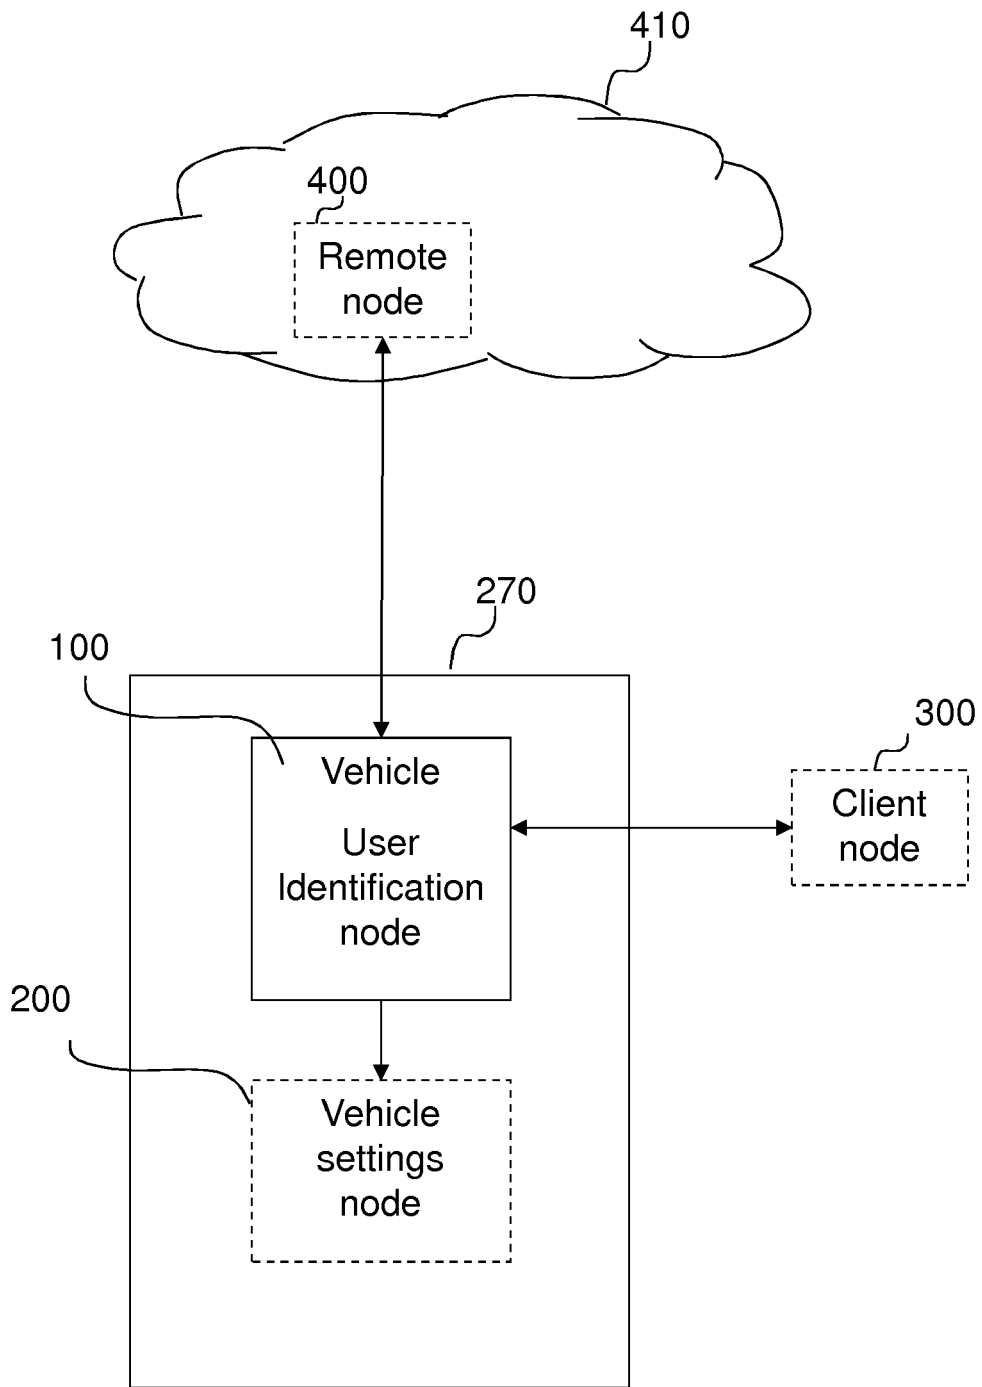 410
400
Remote
node
270
100
300
Vehicle
User
Identification
node
Client
node
200
Vehicle
settings
node